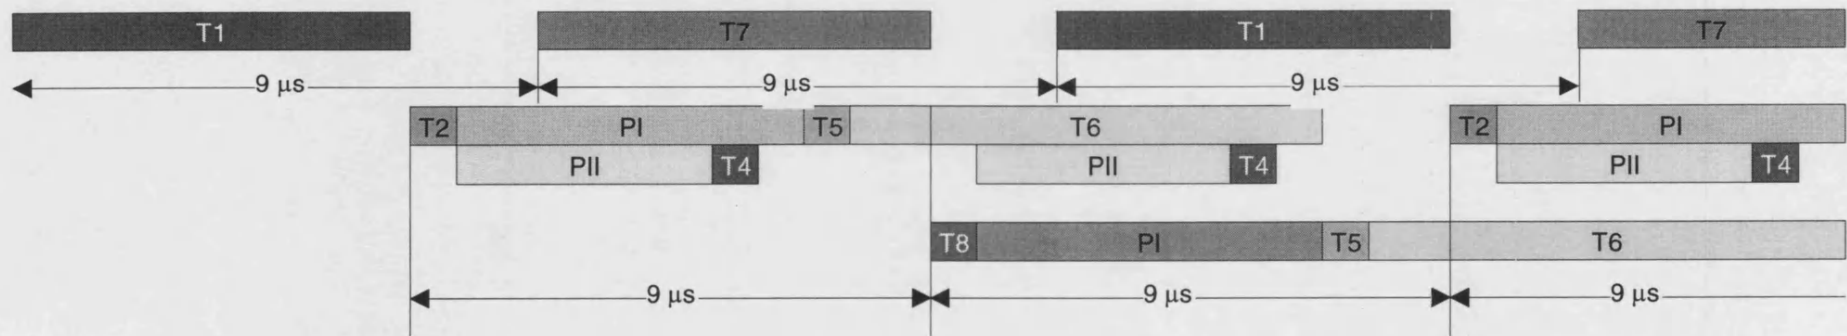 T1 T7 T1 T7
9 μs 9 μs 9 μs
T2 PI T5 T6 T2 PI
PII T4 PII T4 PII T4
T8 PI T5 T6
9 μs 9 μs 9 μs